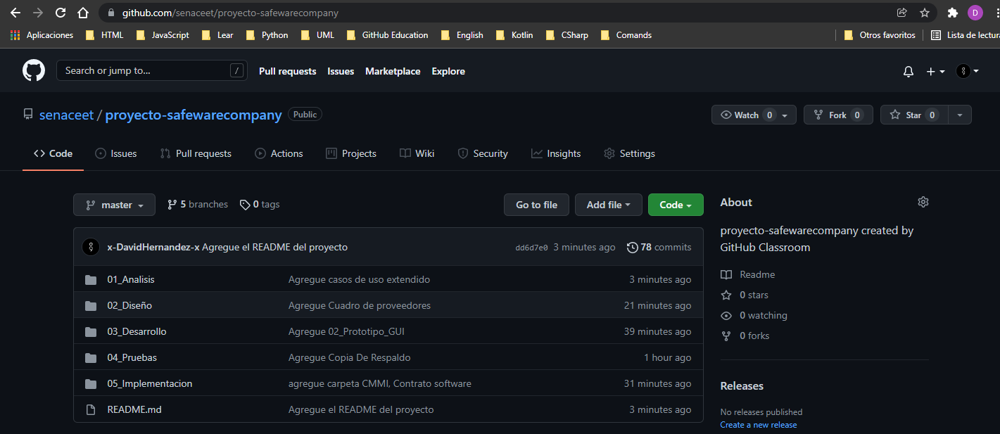 github.com/senaceet/proyecto-safewarecompany D
Aplicaciones HTML JavaScript Lear Python UML GitHub Education English Kotlin CSharp Comands Otros favoritos Lista de lectura
Search or jump to... / Pull requests Issues Marketplace Explore
senaceet / proyecto-safewarecompany Public Watch 0 Fork 0 Star 0
Code Issues Pull requests Actions Projects Wiki Security Insights Settings
master 5 branches 0 tags Go to file Add file Code
x-DavidHernandez-x Agregue el README del proyecto dd6d7e0 3 minutes ago 78 commits
01_Analisis Agregue casos de uso extendido 3 minutes ago
02_Diseño Agregue Cuadro de proveedores 21 minutes ago
03_Desarrollo Agregue 02_Prototipo_GUI 39 minutes ago
04_Pruebas Agregue Copia De Respaldo 1 hour ago
05_Implementacion agregue carpeta CMMI, Contrato software 31 minutes ago
README.md Agregue el README del proyecto 3 minutes ago
About
proyecto-safewarecompany created by
GitHub Classroom
Readme
0 stars
0 watching
0 forks
Releases
No releases published
Create a new release